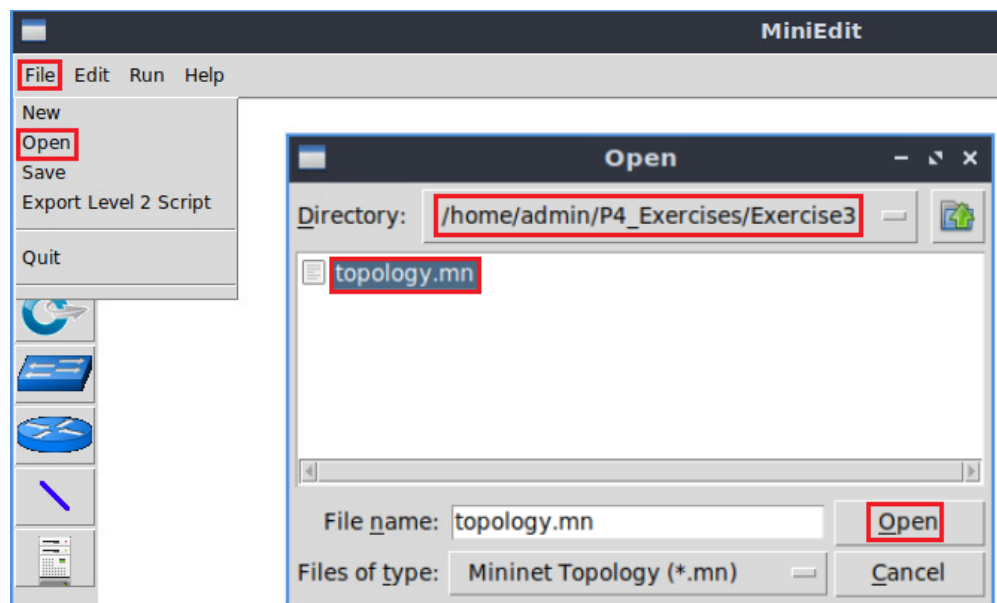 MiniEdit
File Edit Run Help
New
Open
Save
Export Level 2 Script
Quit
Open
Directory: /home/admin/P4_Exercises/Exercise3
topology.mn
File name: topology.mn Open
Files of type: Mininet Topology (*.mn) Cancel